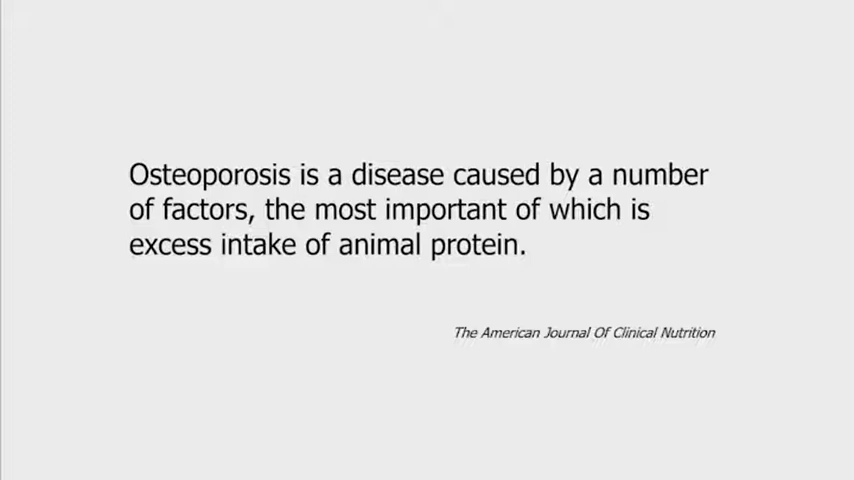 Osteoporosis is a disease caused by a number
of factors, the most important of which is
excess intake of animal protein.
The American Journal Of Clinical Nutrition